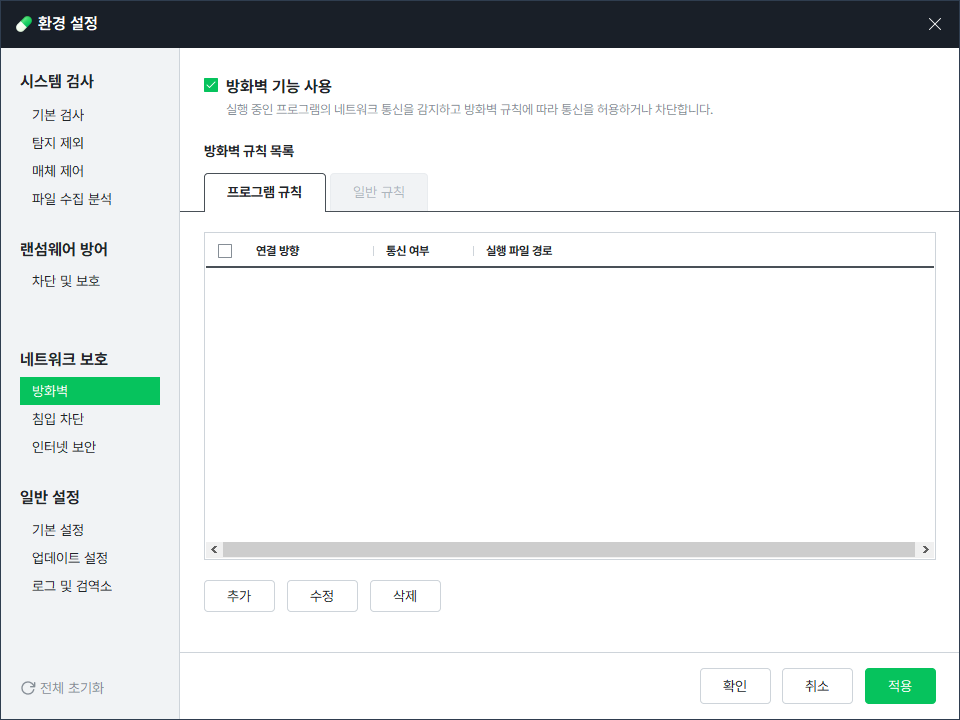 환경 설정
시스템 검사
기본 검사
탐지 제외
매체 제어
파일 수집 분석
랜섬웨어 방어
차단 및 보호
네트워크 보호
방화벽
침입 차단
인터넷 보안
일반 설정
기본 설정
업데이트 설정
로그 및 검역소
전체 초기화
방화벽 기능 사용
실행 중인 프로그램의 네트워크 통신을 감지하고 방화벽 규칙에 따라 통신을 허용하거나 차단합니다.
방화벽 규칙 목록
프로그램 규칙 일반 규칙
연결 방향 통신 여부 실행 파일 경로
추가 수정 삭제
확인 취소 적용